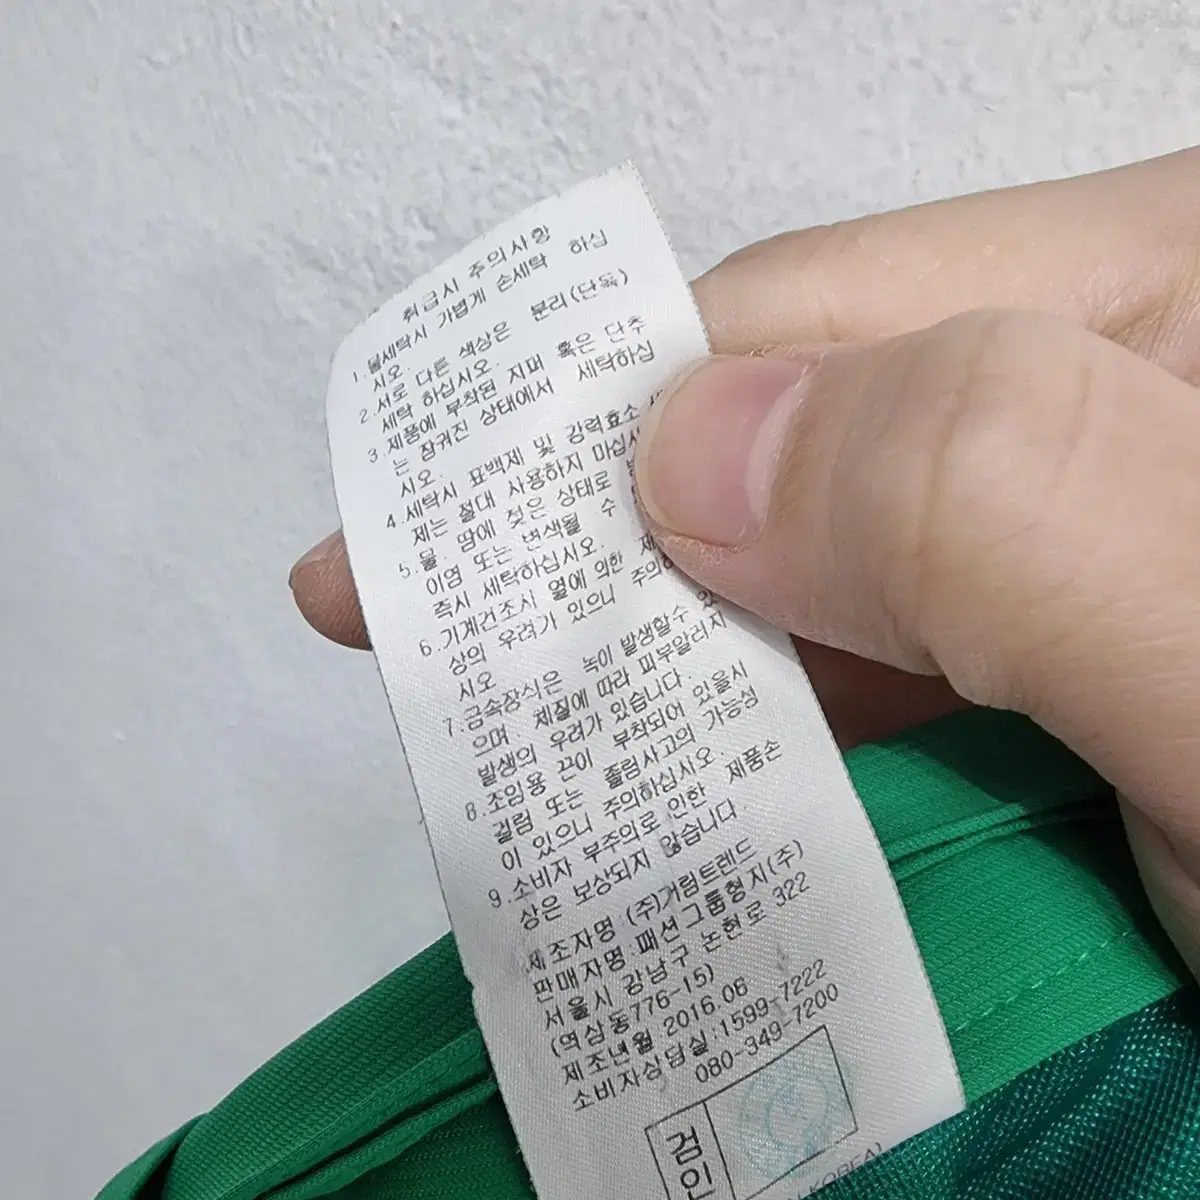 취급시 주의사항
1.물세탁시 가볍게 손세탁 하십
시오.
2.서로 다른 색상은 분리(단독)
세탁 하십시오.
3.제품에 부착된 지퍼 혹은 단추
는 잠궈진 상태에서 세탁하십
시오.
4.세탁시 표백제 및 강력효소
제는 절대 사용하지 마십시
5.물. 땀에 젖은 상태로
이염 또는 변색될 수
즉시 세탁하십시오.
6.기계건조시 열에 의한
상의 우려가 있으니 주의하
시오
7.금속장식은 녹이 발생할수 있
으며. 체질에 따라 피부알러지
발생의 우려가 있습니다.
8.조임용 끈이 부착되어 있을시
걸림 또는 졸림사고의 가능성
이 있으니 주의하십시오.
9.소비자 부주의로 인한 제품손
상은 보상되지 않습니다.
제조자명 (주)거림트렌드
판매자명:패션그룹형지(주)
서울시 강남구 논현로 322
(역삼동776-15)
제조년월 2016.06
소비자상담실:1599-7222
080-349-7200
검인
KOREA)